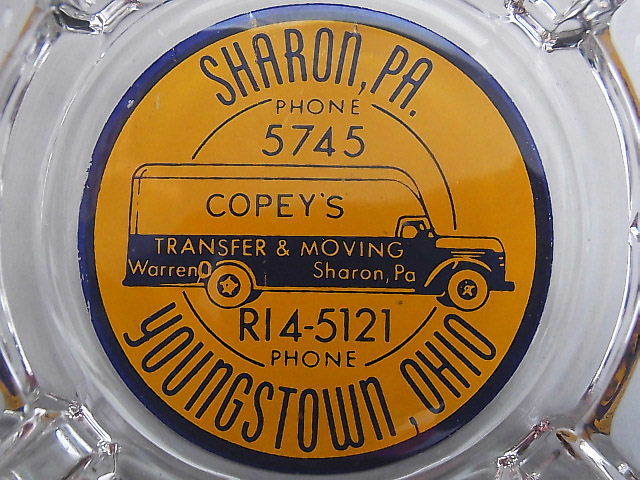 SHARON, PA.
PHONE
5745
COPEY'S
TRANSFER & MOVING
Warren,O Sharon, Pa
RI 4-5121
PHONE
YOUNGSTOWN, OHIO